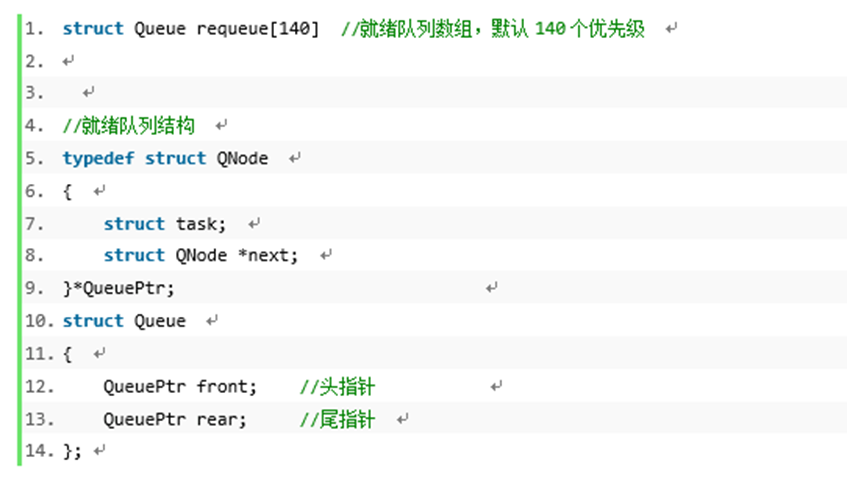 1. struct Queue requeue[140] //就绪队列数组，默认 140 个优先级 ↵
2. ↵
3. ↵
4. //就绪队列结构 ↵
5. typedef struct QNode ↵
6. { ↵
7. struct task; ↵
8. struct QNode *next; ↵
9. }*QueuePtr; ↵
10. struct Queue ↵
11. { ↵
12. QueuePtr front; //头指针 ↵
13. QueuePtr rear; //尾指针 ↵
14. }; ↵